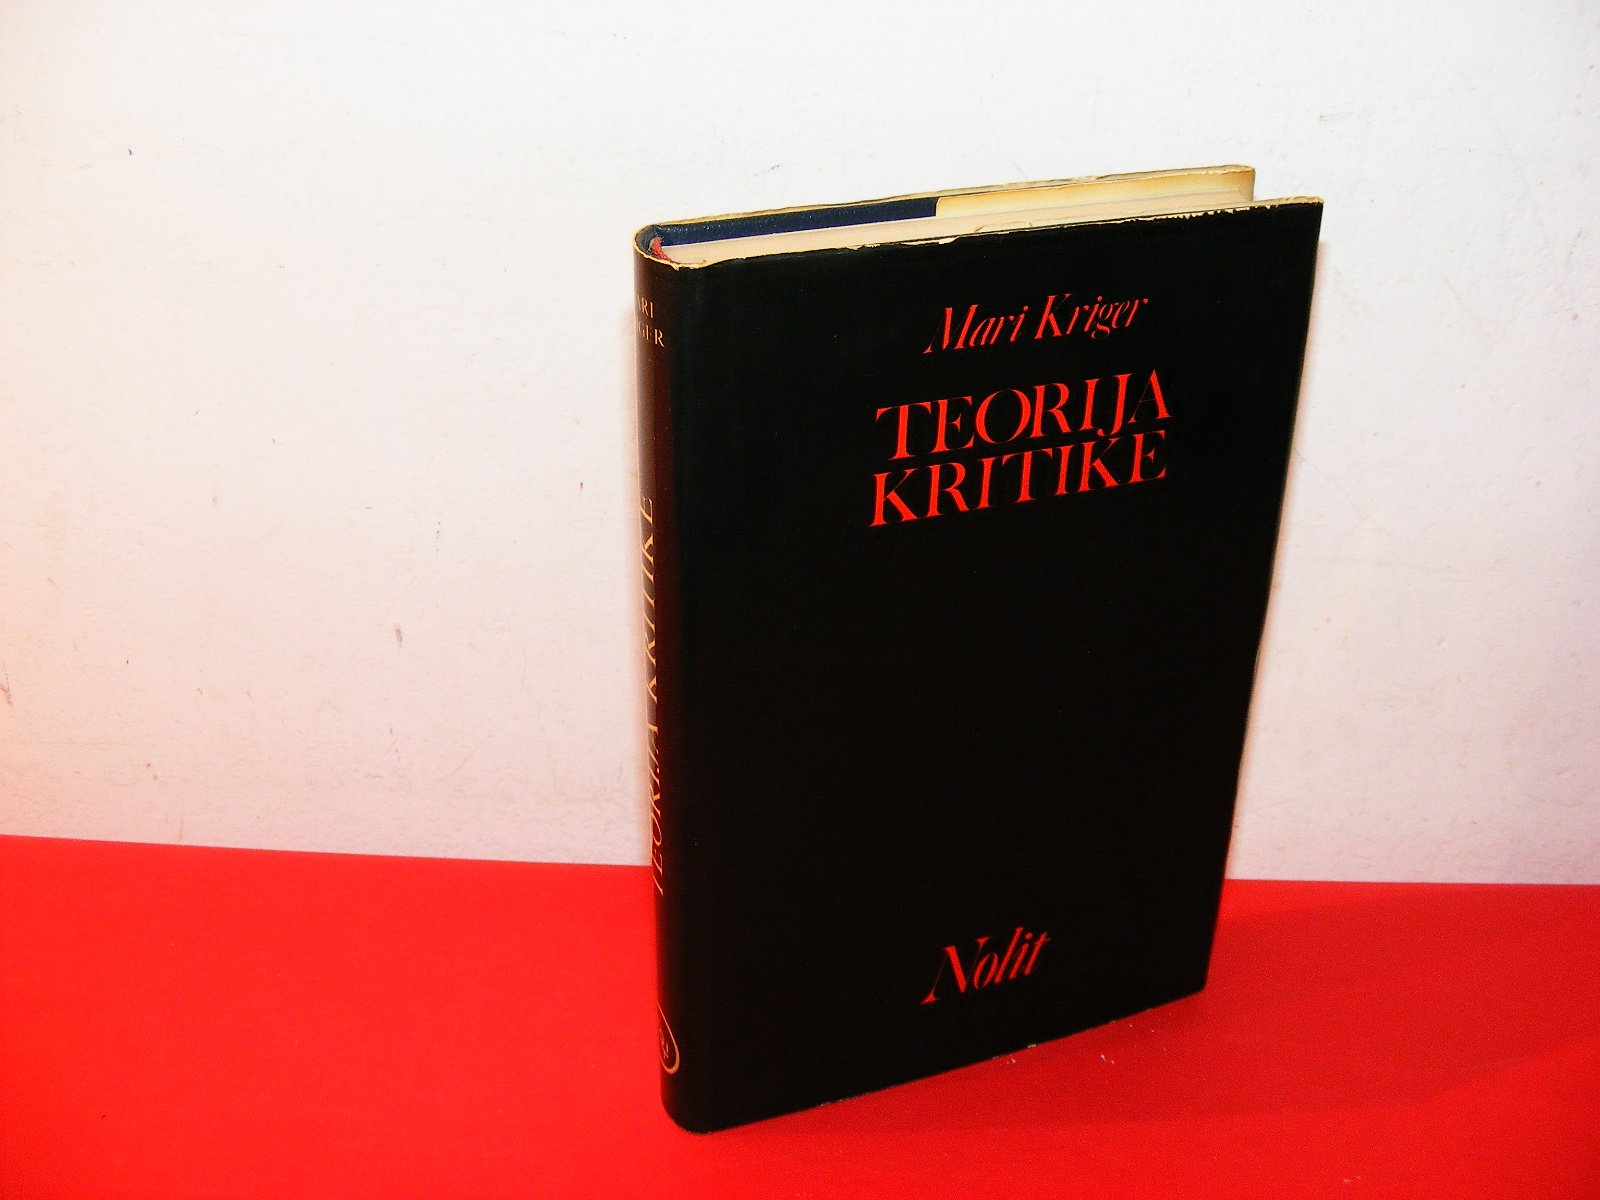 Mari Kriger
TEORIJA
KRITIKE
Nolit
TEORIJA KRITIKE